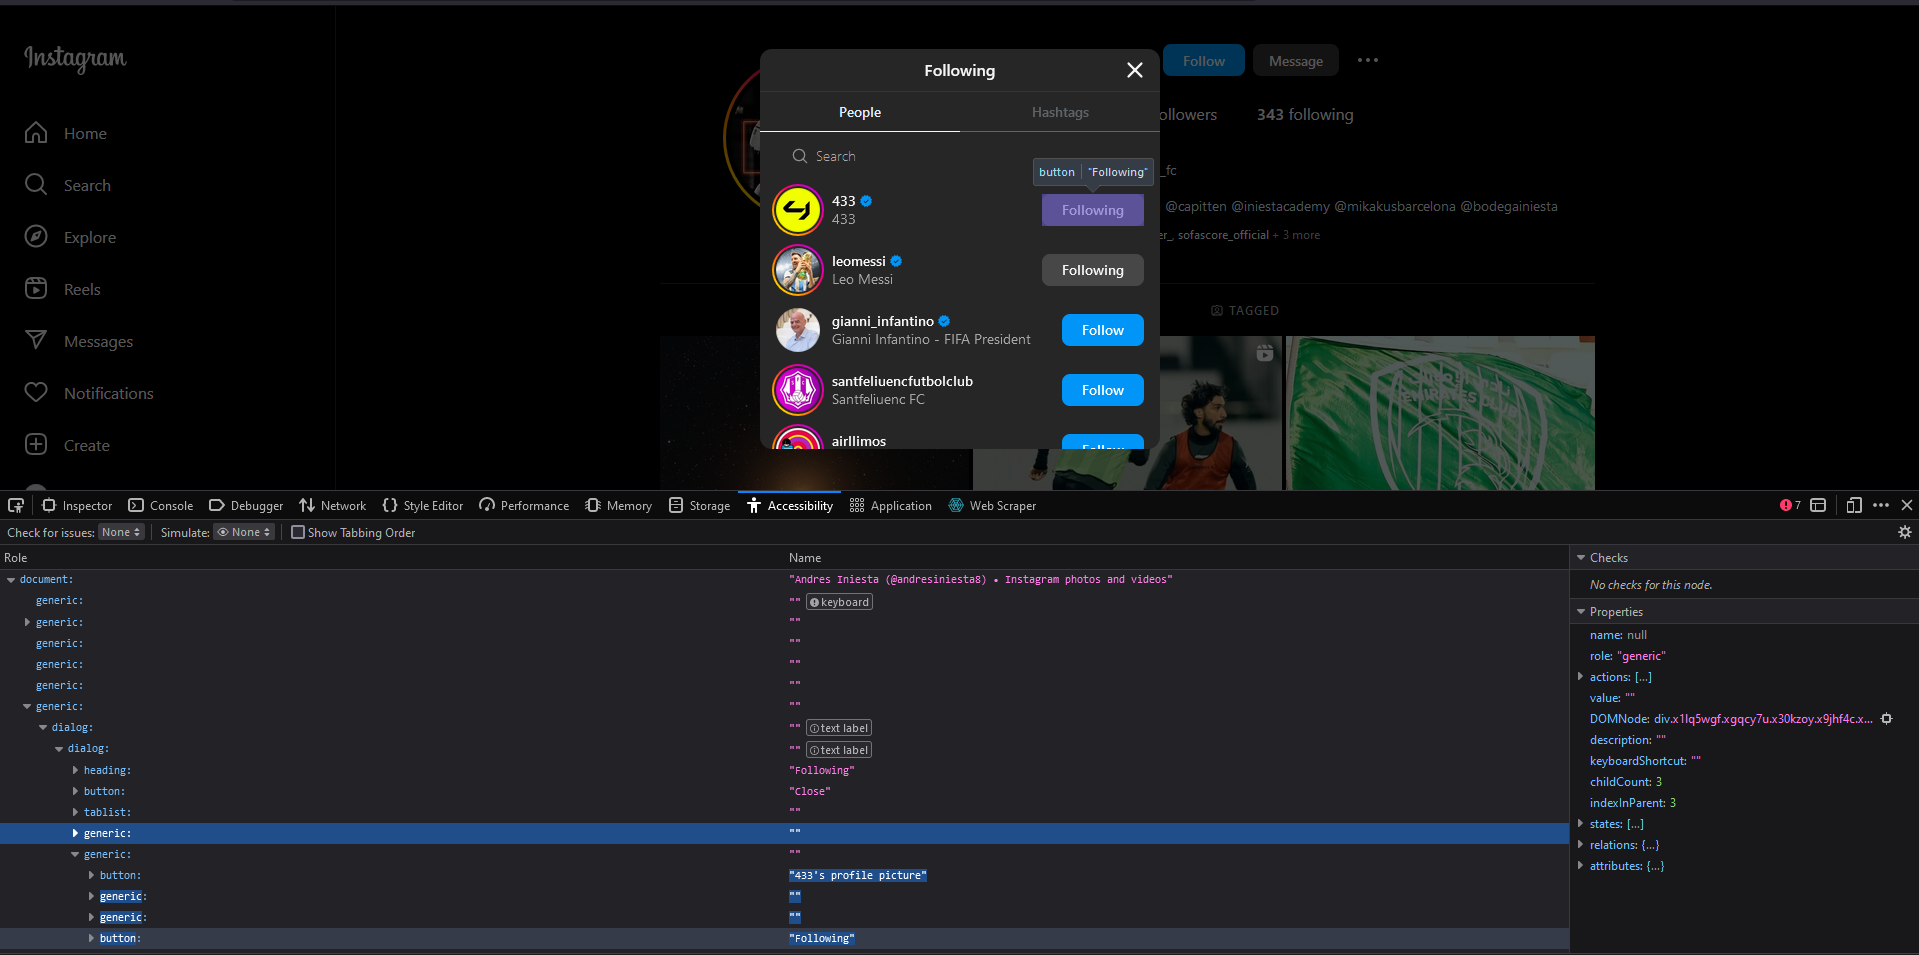 Instagram
Home
Search
Explore
Reels
Messages
Notifications
Create
Follow
Message
343 following
@capitten @iniestacademy @mikakusbarcelona @bodegainiesta
sofascore_official + 3 more
TAGGED
Following
People
Hashtags
Search
button "Following"
433
433
Following
leomessi
Leo Messi
Following
gianni_infantino
Gianni Infantino - FIFA President
Follow
santfeliuencfutbolclub
Santfeliuenc FC
Follow
airllimos
Follow
EMIRATES CLUB
Inspector Console Debugger Network Style Editor Performance Memory Storage Accessibility Application Web Scraper 7
Check for issues: None Simulate: None Show Tabbing Order
Role Name
document: "Andres Iniesta (@andresiniesta8) • Instagram photos and videos"
generic: "" keyboard
generic: ""
generic: ""
generic: ""
generic: ""
generic: ""
dialog: "" text label
dialog: "" text label
heading: "Following"
button: "Close"
tablist: ""
generic: ""
generic: ""
button: "433's profile picture"
generic: ""
generic: ""
button: "Following"
Checks
No checks for this node.
Properties
name: null
role: "generic"
actions: [...]
value: ""
DOMNode: div.x1lq5wgf.xgqcy7u.x30kzoy.x9jhf4c.x...
description: ""
keyboardShortcut: ""
childCount: 3
indexInParent: 3
states: [...]
relations: {...}
attributes: {...}